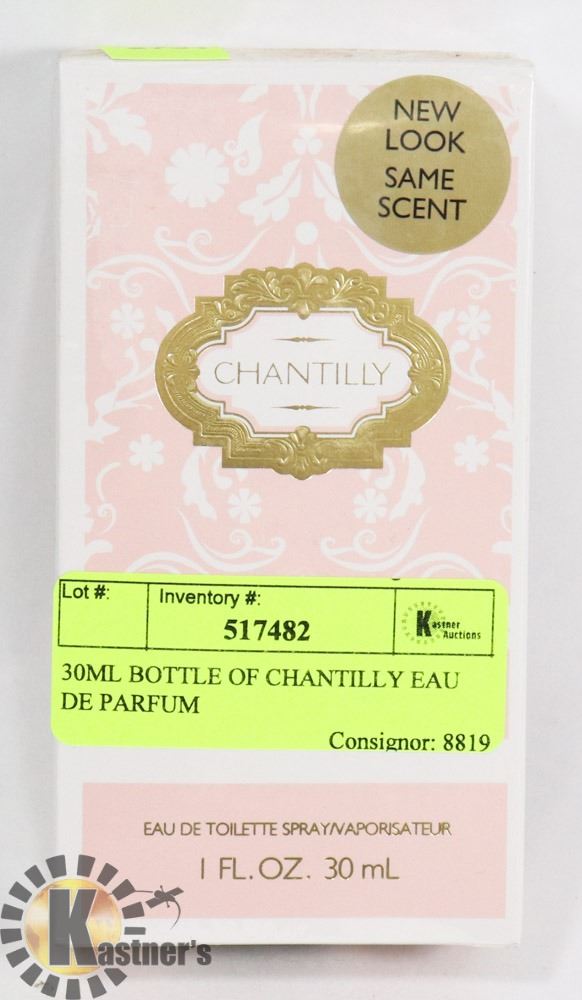 NEW
LOOK
SAME
SCENT
CHANTILLY
Lot #:
Inventory #:
517482
Kastner
Auctions
30ML BOTTLE OF CHANTILLY EAU
DE PARFUM
Consignor: 8819
EAU DE TOILETTE SPRAY/VAPORISATEUR
1 FL. OZ. 30 mL
Kastner's